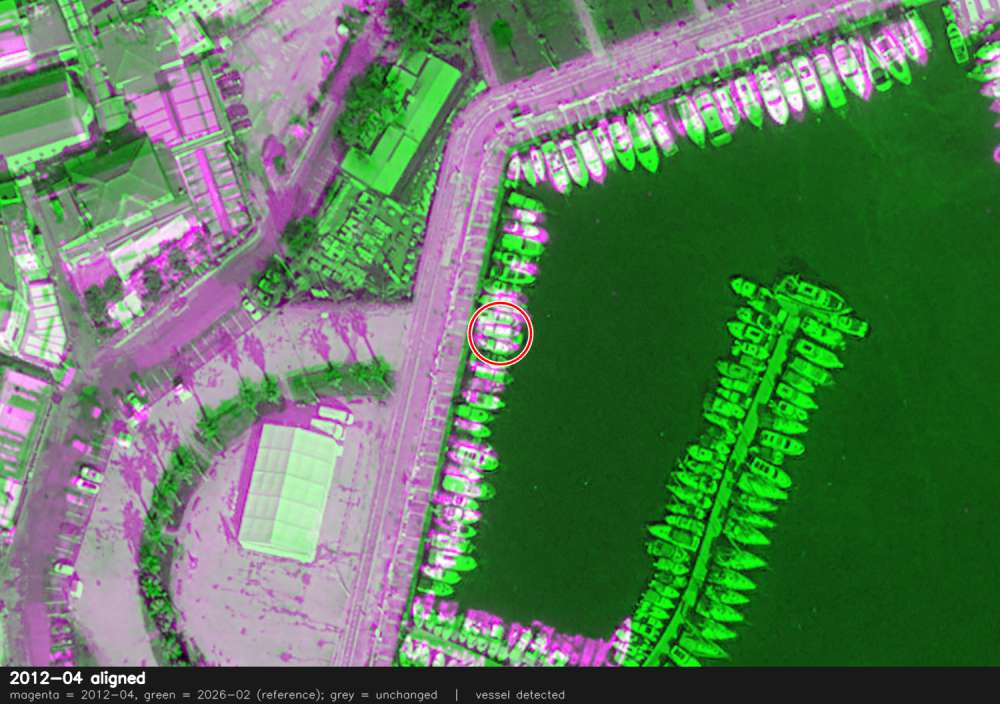 2012-04 aligned
magenta = 2012-04, green = 2026-02 (reference); grey = unchanged | vessel detected